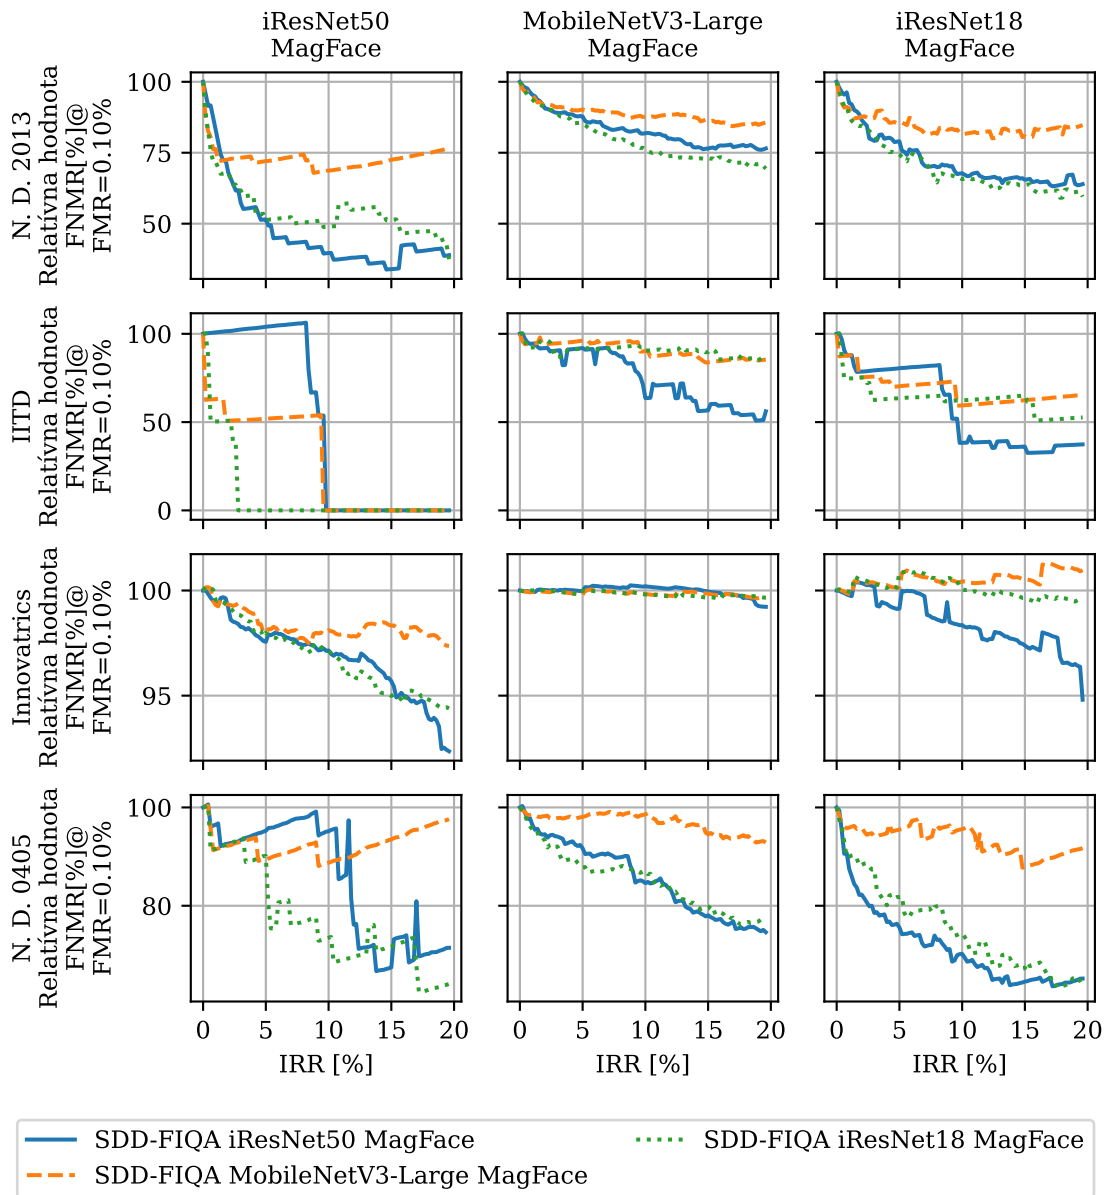 iResNet50
MagFace
MobileNetV3-Large
MagFace
iResNet18
MagFace
N. D. 2013
Relatívna hodnota
FNMR[%]@
FMR=0.10%
100
75
50
IITD
Relatívna hodnota
FNMR[%]@
FMR=0.10%
100
50
0
Innovatrics
Relatívna hodnota
FNMR[%]@
FMR=0.10%
100
95
N. D. 0405
Relatívna hodnota
FNMR[%]@
FMR=0.10%
100
80
0 5 10 15 20
IRR [%]
0 5 10 15 20
IRR [%]
0 5 10 15 20
IRR [%]
SDD-FIQA iResNet50 MagFace
SDD-FIQA MobileNetV3-Large MagFace
SDD-FIQA iResNet18 MagFace